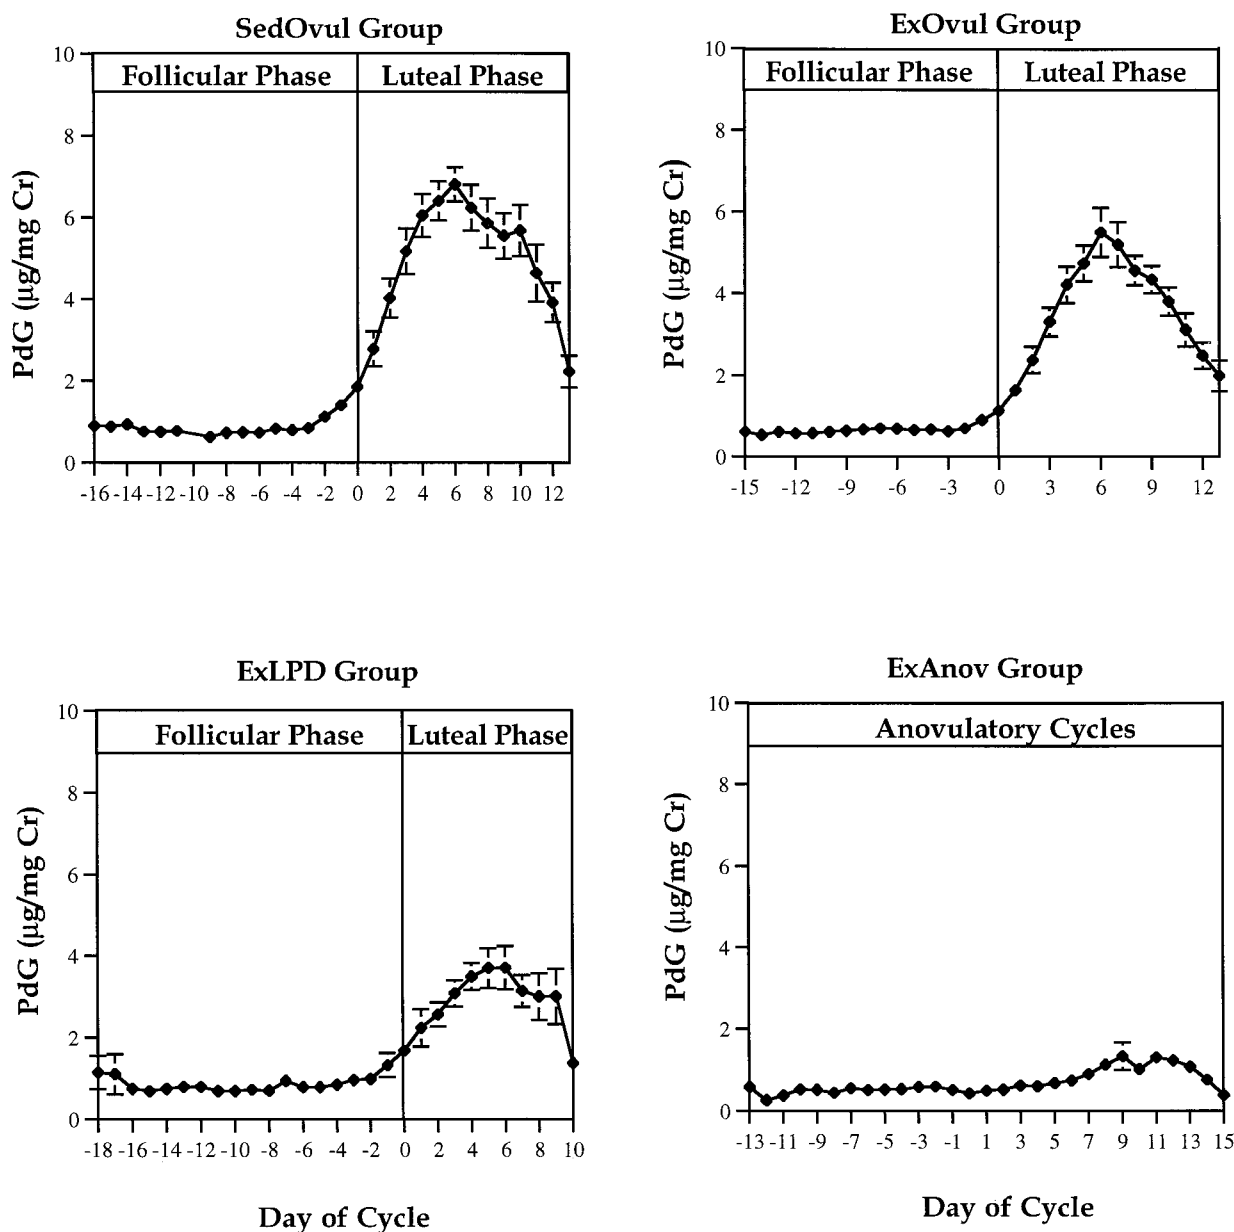 SedOvul Group
10
Follicular Phase Luteal Phase
8
6
4
2
0
PdG (µg/mg Cr)
-16 -14 -12 -10 -8 -6 -4 -2 0 2 4 6 8 10 12
ExOvul Group
10
Follicular Phase Luteal Phase
8
6
4
2
0
PdG (µg/mg Cr)
-15 -12 -9 -6 -3 0 3 6 9 12
ExLPD Group
10
Follicular Phase Luteal Phase
8
6
4
2
0
PdG (µg/mg Cr)
-18 -16 -14 -12 -10 -8 -6 -4 -2 0 2 4 6 8 10
Day of Cycle
ExAnov Group
10
Anovulatory Cycles
8
6
4
2
0
PdG (µg/mg Cr)
-13 -11 -9 -7 -5 -3 -1 1 3 5 7 9 11 13 15
Day of Cycle